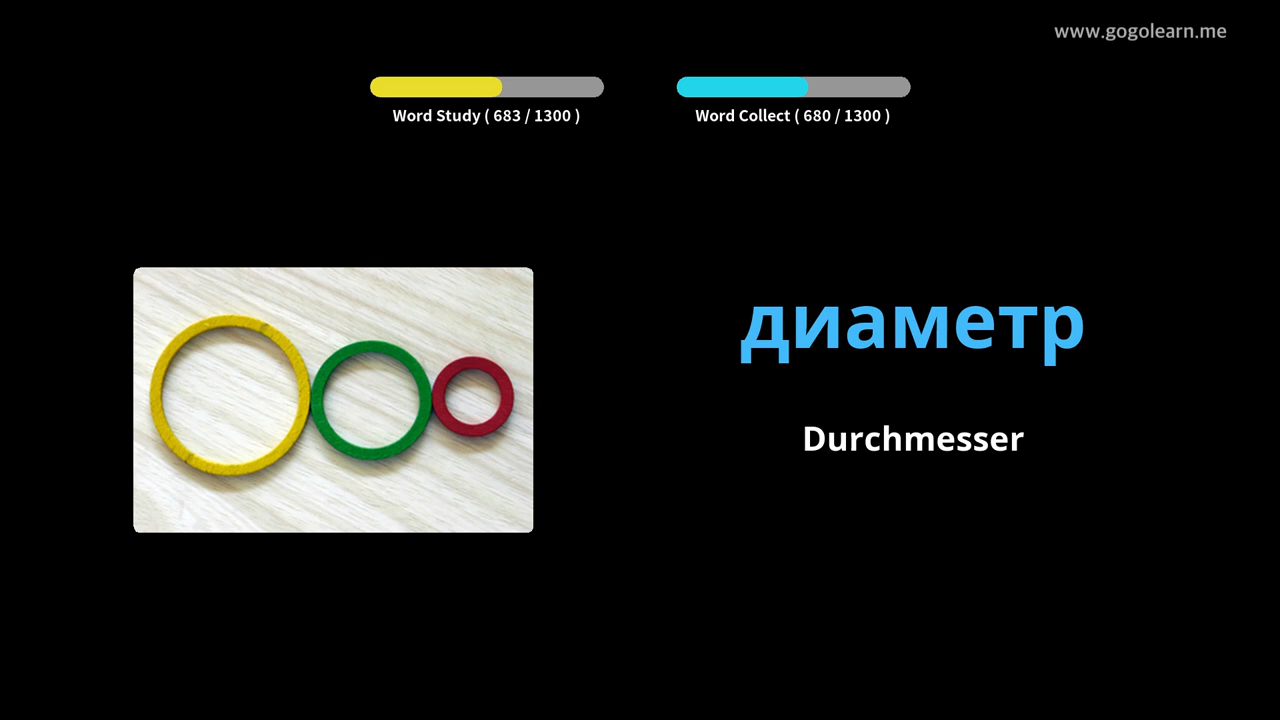 www.gogolearn.me
Word Study ( 683 / 1300 )
Word Collect ( 680 / 1300 )
диаметр
Durchmesser